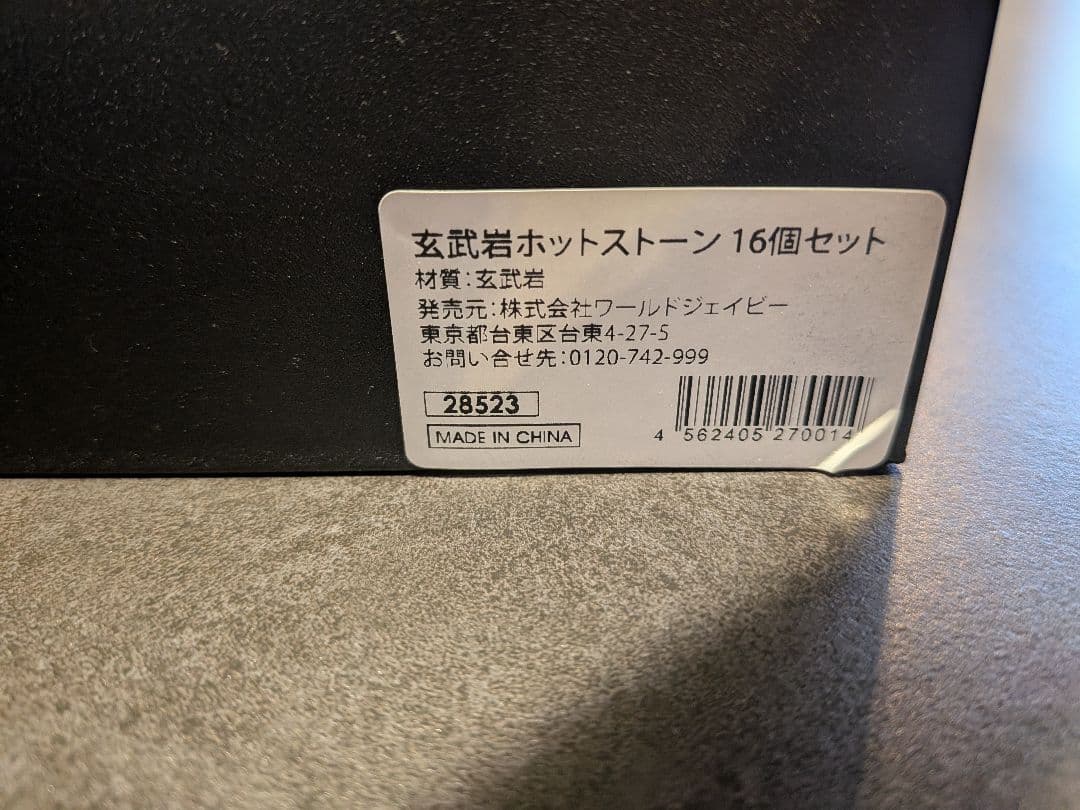 玄武岩ホットストーン 16個セット
材質：玄武岩
発売元：株式会社ワールドジェイビー
東京都台東区台東4-27-5
お問い合せ先：0120-742-999
28523
MADE IN CHINA
4 562405 270014